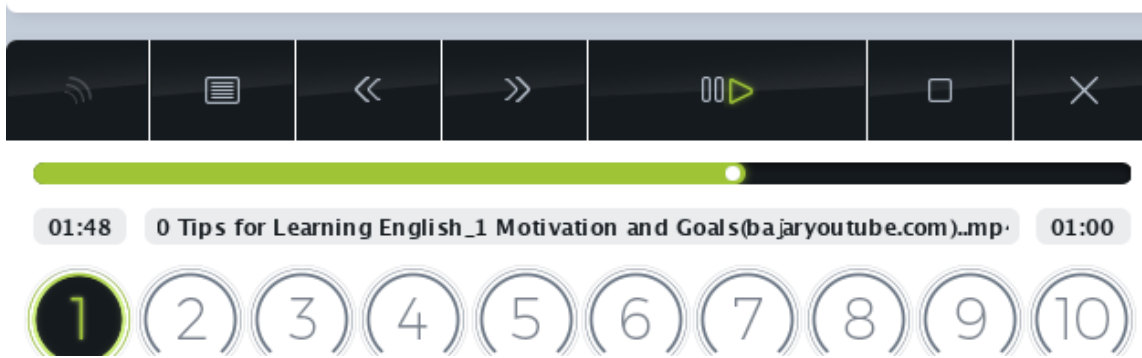 01:48 0 Tips for Learning English_1 Motivation and Goals(bajaryoutube.com)..mp4 01:00
1 2 3 4 5 6 7 8 9 10